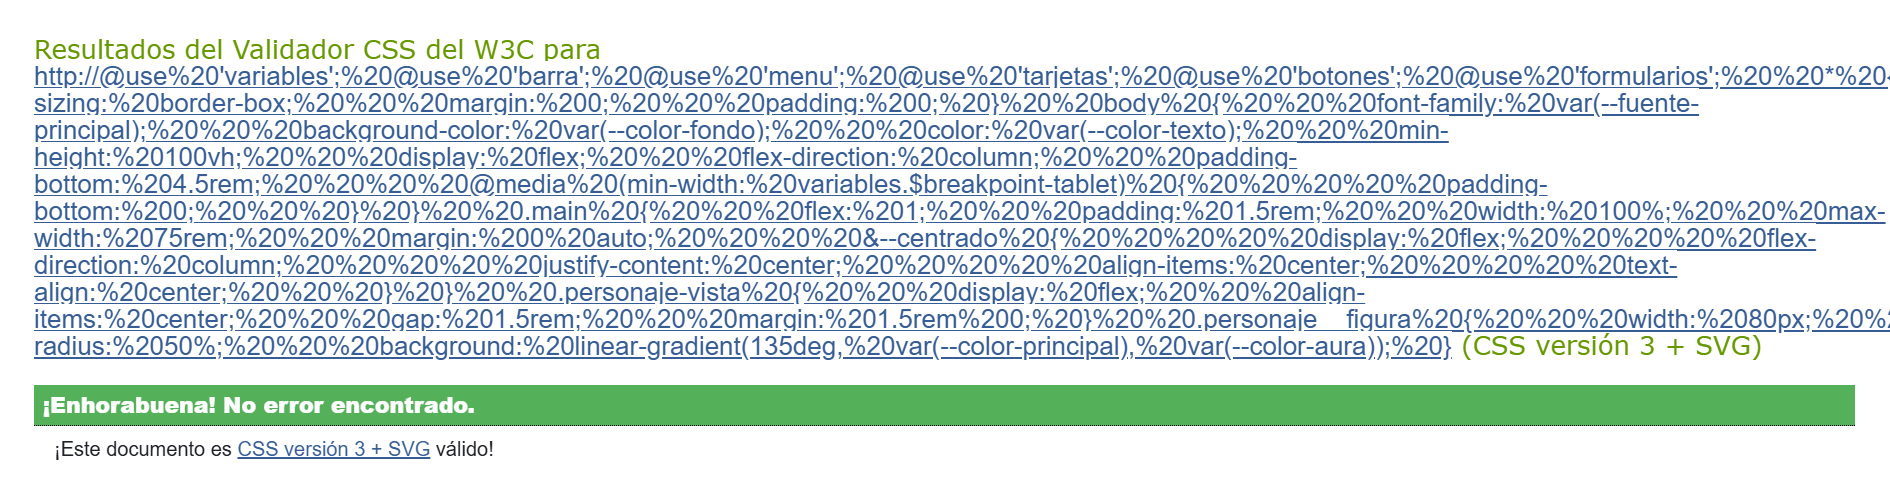 Resultados del Validador CSS del W3C para
http://@use%20'variables';%20@use%20'barra';%20@use%20'menu';%20@use%20'tarjetas';%20@use%20'botones';%20@use%20'formularios';%20%20*%20
sizing:%20border-box;%20%20%20margin:%200;%20%20%20padding:%200;%20}%20%20body%20{%20%20%20font-family:%20var(--fuente-
principal);%20%20%20background-color:%20var(--color-fondo);%20%20%20color:%20var(--color-texto);%20%20%20min-
height:%20100vh;%20%20%20display:%20flex;%20%20%20flex-direction:%20column;%20%20%20padding-
bottom:%204.5rem;%20%20%20%20@media%20(min-width:%20variables.$breakpoint-tablet)%20{%20%20%20%20%20padding-
bottom:%200;%20%20%20}%20}%20%20.main%20{%20%20%20flex:%201;%20%20%20padding:%201.5rem;%20%20%20width:%20100%;%20%20%20max-
width:%2075rem;%20%20%20margin:%200%20auto;%20%20%20%20&--centrado%20{%20%20%20%20%20display:%20flex;%20%20%20%20%20flex-
direction:%20column;%20%20%20%20%20justify-content:%20center;%20%20%20%20%20align-items:%20center;%20%20%20%20%20text-
align:%20center;%20%20%20}%20}%20%20.personaje-vista%20{%20%20%20display:%20flex;%20%20%20align-
items:%20center;%20%20%20gap:%201.5rem;%20%20%20margin:%201.5rem%200;%20}%20%20.personaje__figura%20{%20%20%20width:%2080px;%20%
radius:%2050%;%20%20%20background:%20linear-gradient(135deg,%20var(--color-principal),%20var(--color-aura));%20} (CSS versión 3 + SVG)
¡Enhorabuena! No error encontrado.
¡Este documento es CSS versión 3 + SVG válido!